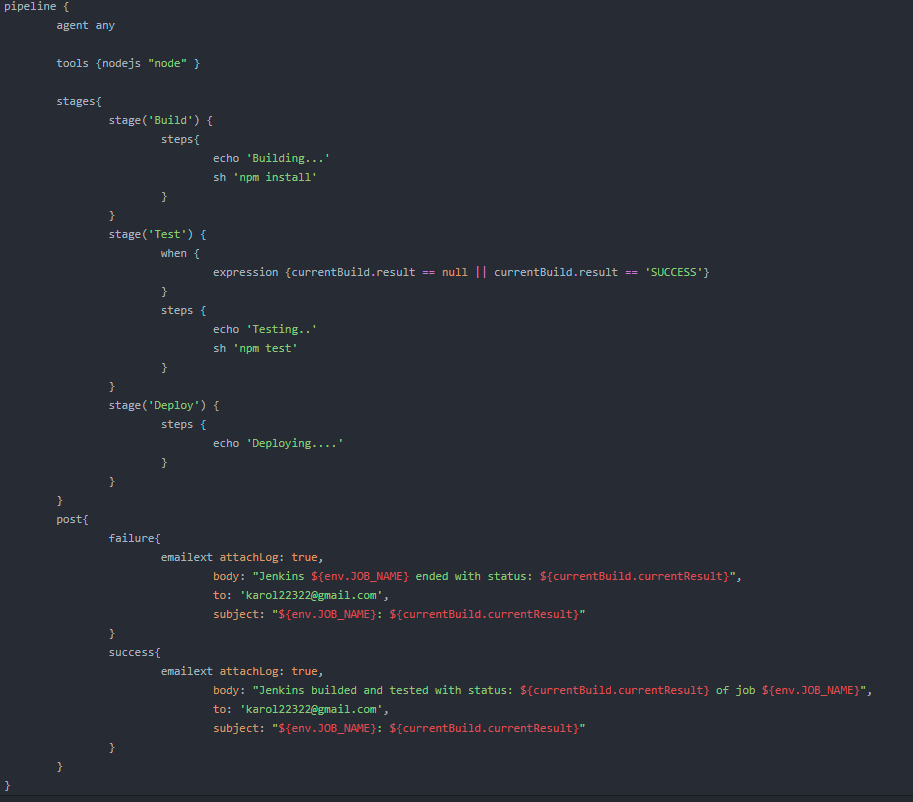 pipeline {
agent any
tools {nodejs "node" }
stages{
stage('Build') {
steps{
echo 'Building...'
sh 'npm install'
}
}
stage('Test') {
when {
expression {currentBuild.result == null || currentBuild.result == 'SUCCESS'}
}
steps {
echo 'Testing..'
sh 'npm test'
}
}
stage('Deploy') {
steps {
echo 'Deploying....'
}
}
}
post{
failure{
emailext attachLog: true,
body: "Jenkins ${env.JOB_NAME} ended with status: ${currentBuild.currentResult}",
to: 'karol22322@gmail.com',
subject: "${env.JOB_NAME}: ${currentBuild.currentResult}"
}
success{
emailext attachLog: true,
body: "Jenkins builded and tested with status: ${currentBuild.currentResult} of job ${env.JOB_NAME}",
to: 'karol22322@gmail.com',
subject: "${env.JOB_NAME}: ${currentBuild.currentResult}"
}
}
}